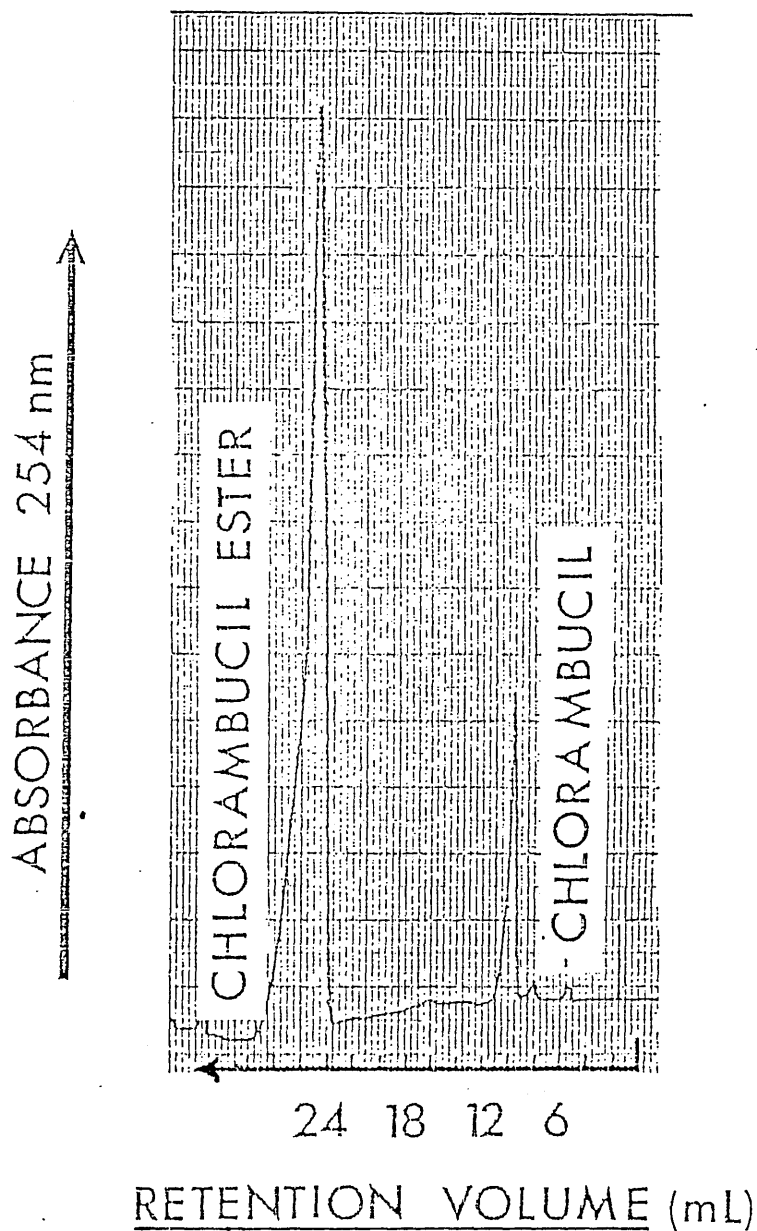 ABSORBANCE 254 nm
CHLORAMBUCIL ESTER
CHLORAMBUCIL
24 18 12 6
RETENTION VOLUME (mL)